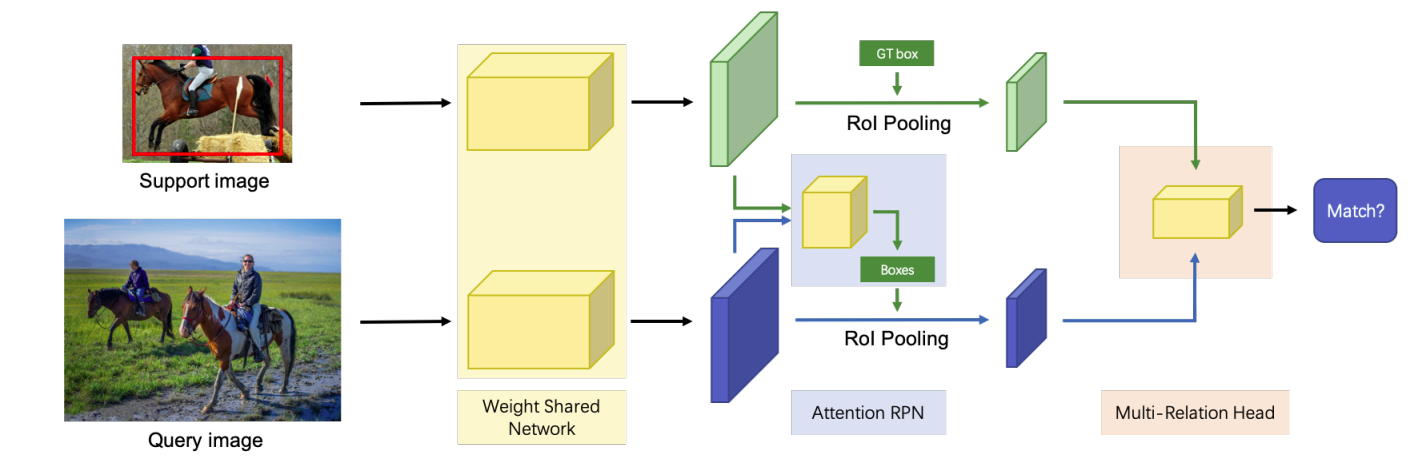 Support image
Query image
Weight Shared
Network
GT box
RoI Pooling
Boxes
RoI Pooling
Attention RPN
Multi-Relation Head
Match?